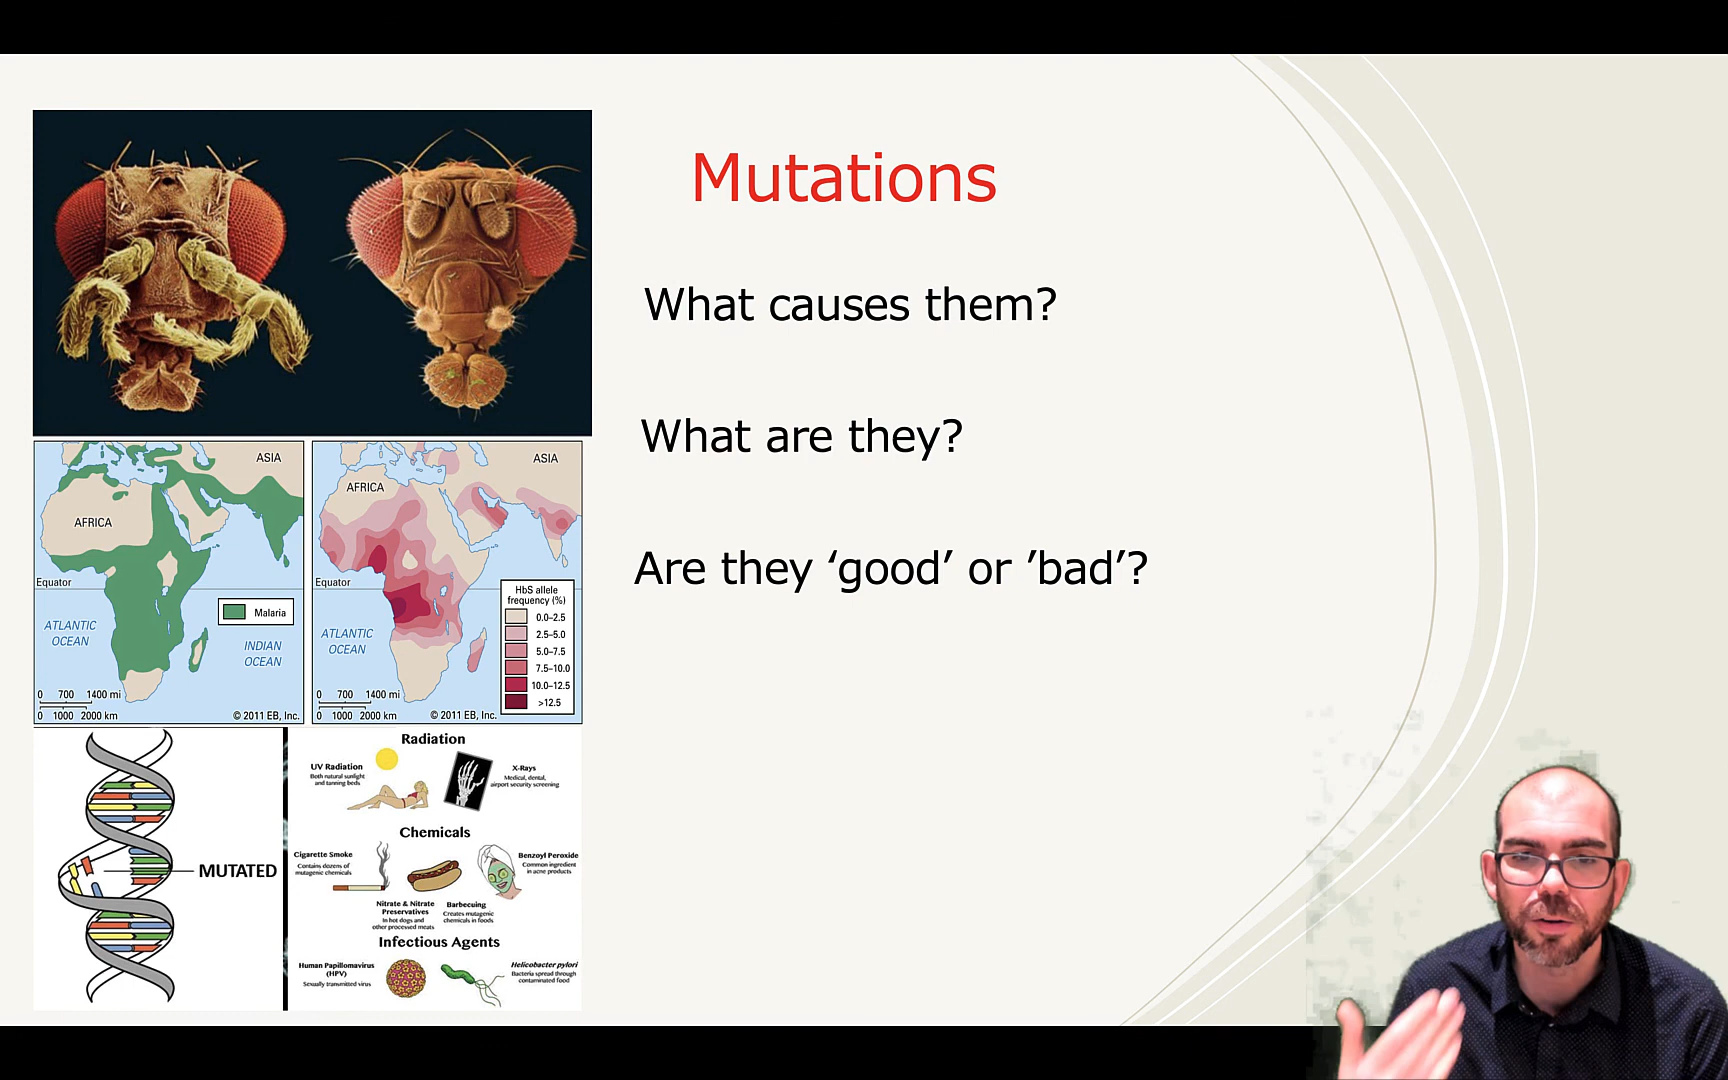 Mutations
What causes them?
What are they?
Are they ‘good’ or ’bad’?
ASIA
AFRICA
Equator
Malaria
ATLANTIC
OCEAN
INDIAN
OCEAN
0 700 1400 mi
0 1000 2000 km
© 2011 EB, Inc.
ASIA
AFRICA
Equator
HbS allele
frequency (%)
0.0–2.5
2.5–5.0
5.0–7.5
7.5–10.0
10.0–12.5
>12.5
ATLANTIC
OCEAN
0 700 1400 mi
0 1000 2000 km
© 2011 EB, Inc.
MUTATED
Radiation
UV Radiation
Both natural sunlight
and tanning beds
X-Rays
Medical, dental,
airport security screening
Chemicals
Cigarette Smoke
Contains dozens of
mutagenic chemicals
Benzoyl Peroxide
Common ingredient
in acne products
Nitrate & Nitrate
Preservatives
In hot dogs and
other processed meats
Barbecuing
Creates mutagenic
chemicals in foods
Infectious Agents
Human Papillomavirus
(HPV)
Sexually transmitted virus
Helicobacter pylori
Bacteria spread through
contaminated food